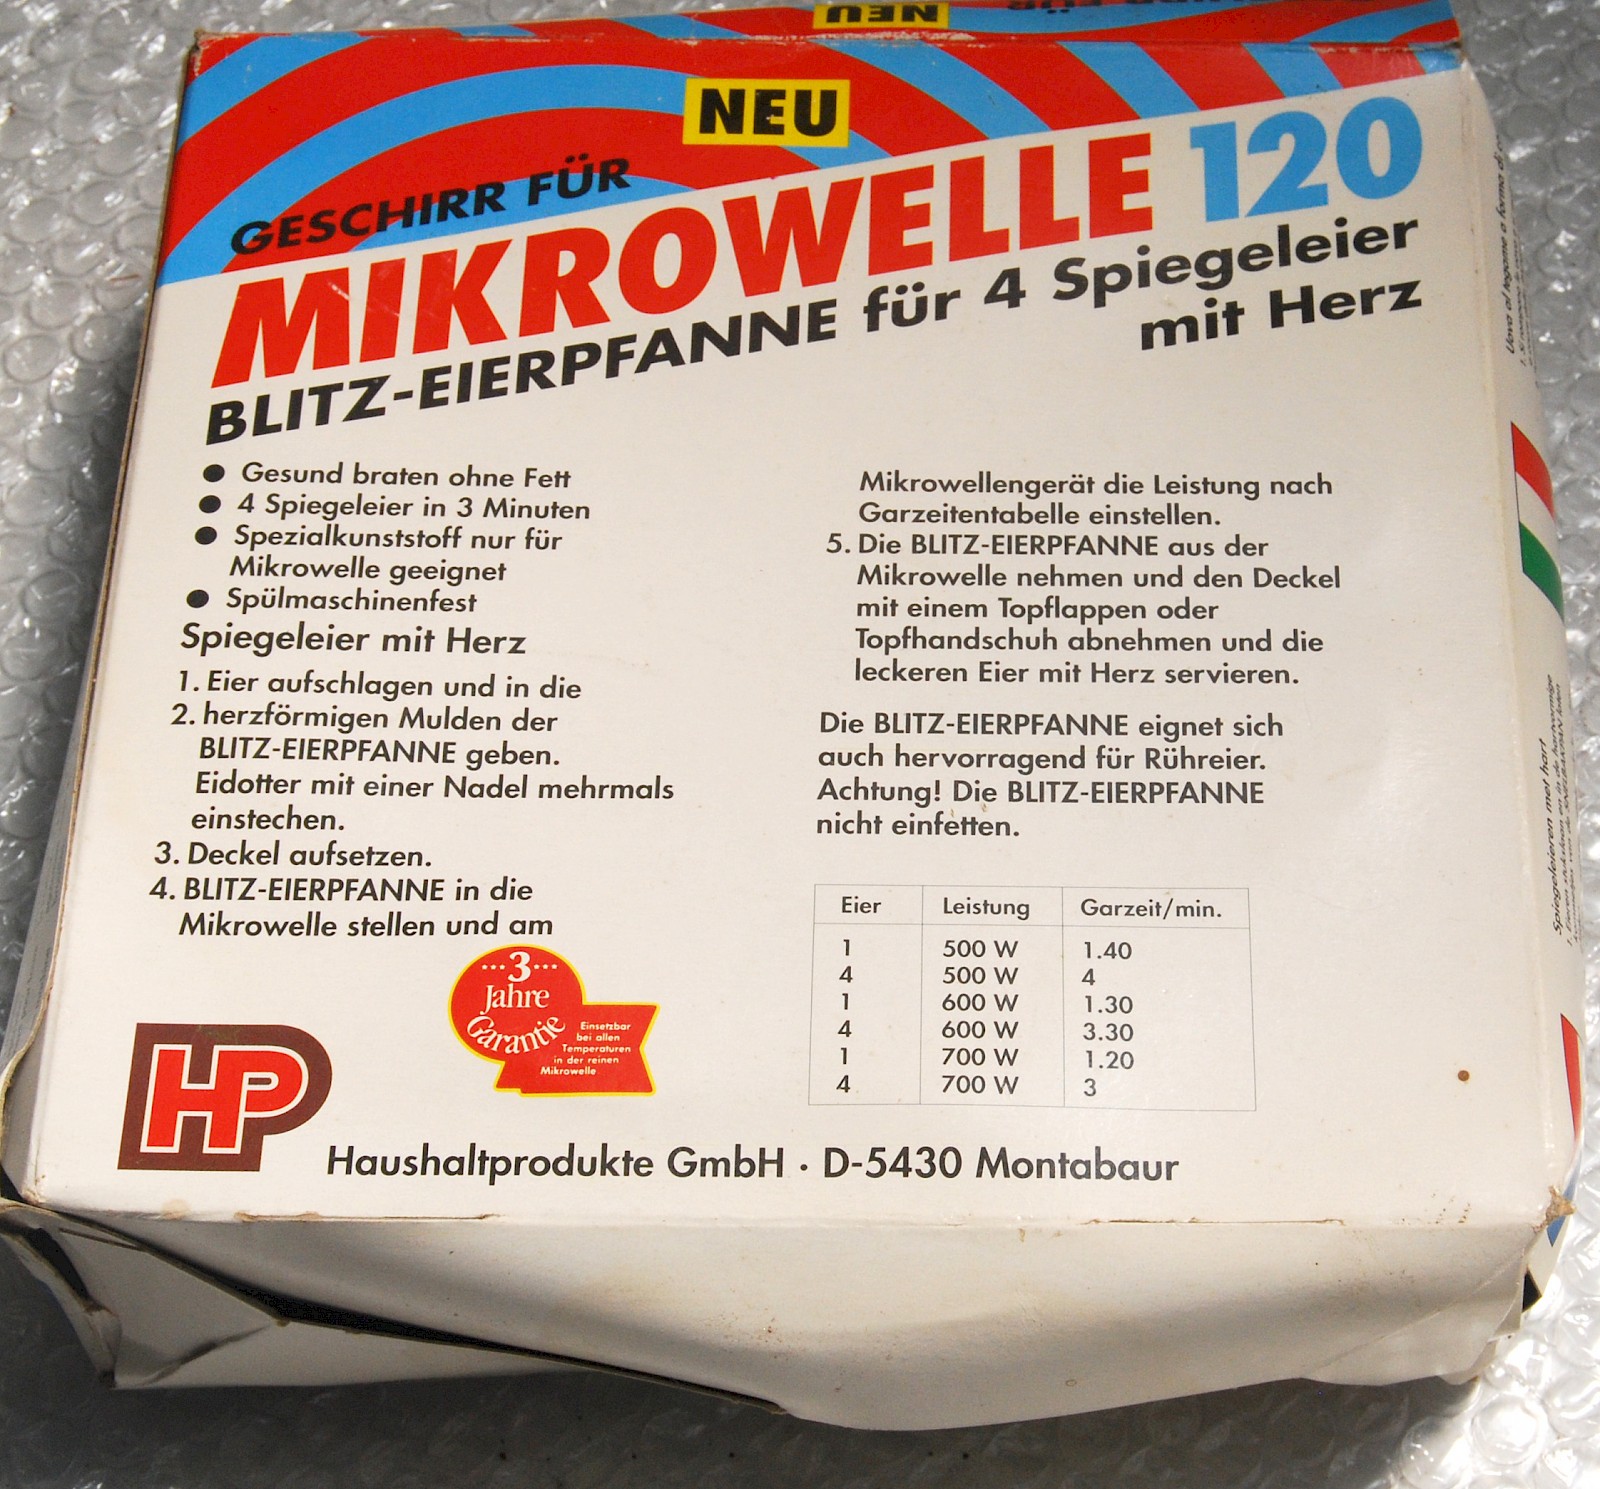 NEU
NEU
GESCHIRR FÜR
MIKROWELLE 120
BLITZ-EIERPFANNE für 4 Spiegeleier
mit Herz
● Gesund braten ohne Fett
● 4 Spiegeleier in 3 Minuten
● Spezialkunststoff nur für
Mikrowelle geeignet
● Spülmaschinenfest
Spiegeleier mit Herz
1. Eier aufschlagen und in die
2. herzförmigen Mulden der
BLITZ-EIERPFANNE geben.
Eidotter mit einer Nadel mehrmals
einstechen.
3. Deckel aufsetzen.
4. BLITZ-EIERPFANNE in die
Mikrowelle stellen und am
Mikrowellengerät die Leistung nach
Garzeitentabelle einstellen.
5. Die BLITZ-EIERPFANNE aus der
Mikrowelle nehmen und den Deckel
mit einem Topflappen oder
Topfhandschuh abnehmen und die
leckeren Eier mit Herz servieren.
Die BLITZ-EIERPFANNE eignet sich
auch hervorragend für Rühreier.
Achtung! Die BLITZ-EIERPFANNE
nicht einfetten.
Eier Leistung Garzeit/min.
1 500 W 1.40
4 500 W 4
1 600 W 1.30
4 600 W 3.30
1 700 W 1.20
4 700 W 3
···3···
Jahre
Garantie
Einsetzbar
bei allen
Temperaturen
in der reinen
Mikrowelle
HP
Haushaltprodukte GmbH · D-5430 Montabaur
Spiegeleieren met hart